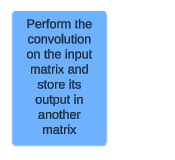 Perform the
convolution
on the input
matrix and
store its
output in
another
matrix